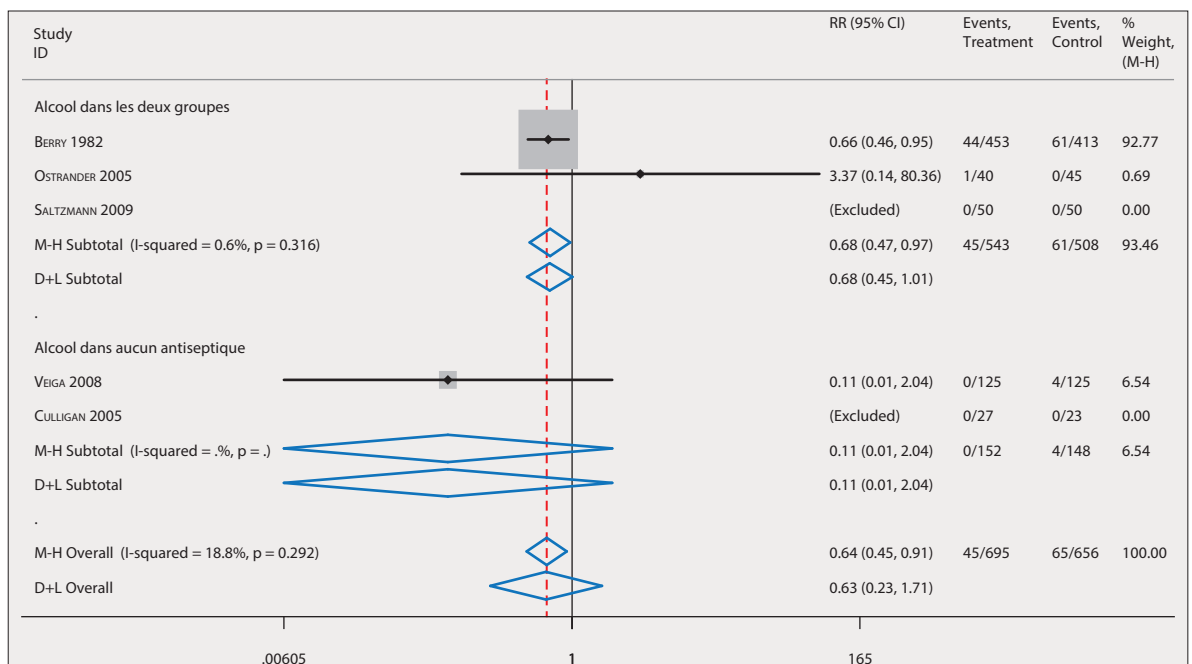 Study ID RR (95% CI) Events, Treatment Events, Control % Weight, (M-H)
Alcool dans les deux groupes
BERRY 1982 0.66 (0.46, 0.95) 44/453 61/413 92.77
OSTRANDER 2005 3.37 (0.14, 80.36) 1/40 0/45 0.69
SALTZMANN 2009 (Excluded) 0/50 0/50 0.00
M-H Subtotal (I-squared = 0.6%, p = 0.316) 0.68 (0.47, 0.97) 45/543 61/508 93.46
D+L Subtotal 0.68 (0.45, 1.01)
.
Alcool dans aucun antiseptique
VEIGA 2008 0.11 (0.01, 2.04) 0/125 4/125 6.54
CULLIGAN 2005 (Excluded) 0/27 0/23 0.00
M-H Subtotal (I-squared = .%, p = .) 0.11 (0.01, 2.04) 0/152 4/148 6.54
D+L Subtotal 0.11 (0.01, 2.04)
.
M-H Overall (I-squared = 18.8%, p = 0.292) 0.64 (0.45, 0.91) 45/695 65/656 100.00
D+L Overall 0.63 (0.23, 1.71)
.00605 1 165